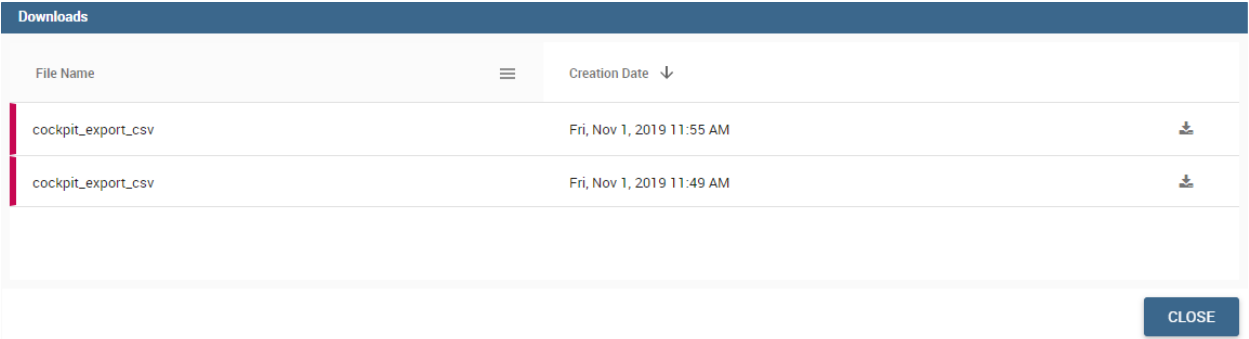 Downloads
File Name Creation Date
cockpit_export_csv Fri, Nov 1, 2019 11:55 AM
cockpit_export_csv Fri, Nov 1, 2019 11:49 AM
CLOSE